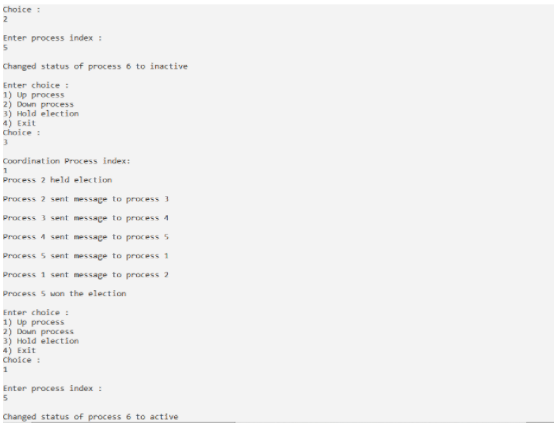 Choice :
2
Enter process index :
5
Changed status of process 6 to inactive
Enter choice :
1) Up process
2) Down process
3) Hold election
4) Exit
Choice :
3
Coordination Process index:
1
Process 2 held election
Process 2 sent message to process 3
Process 3 sent message to process 4
Process 4 sent message to process 5
Process 5 sent message to process 1
Process 1 sent message to process 2
Process 5 won the election
Enter choice :
1) Up process
2) Down process
3) Hold election
4) Exit
Choice :
1
Enter process index :
5
Changed status of process 6 to active